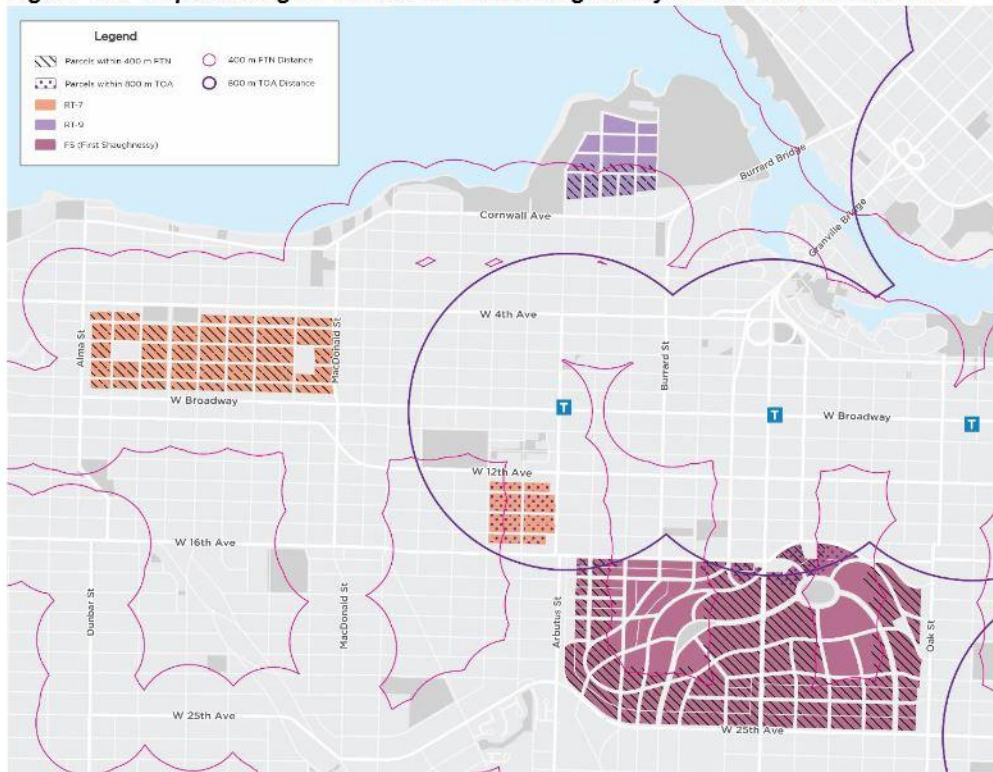 Legend
Parcels within 400 m FTN
Parcels within 800 m TOA
RT-7
RT-9
FS (First Shaughnessy)
400 m FTN Distance
800 m TOA Distance
Burrard Bridge
Cornwall Ave
Granville Bridge
W 4th Ave
Alma St
MacDonald St
Burrard St
W Broadway
T
T
W Broadway
T
W 12th Ave
W 16th Ave
Dunbar St
MacDonald St
Arbutus St
Oak St
W 25th Ave
W 25th Ave